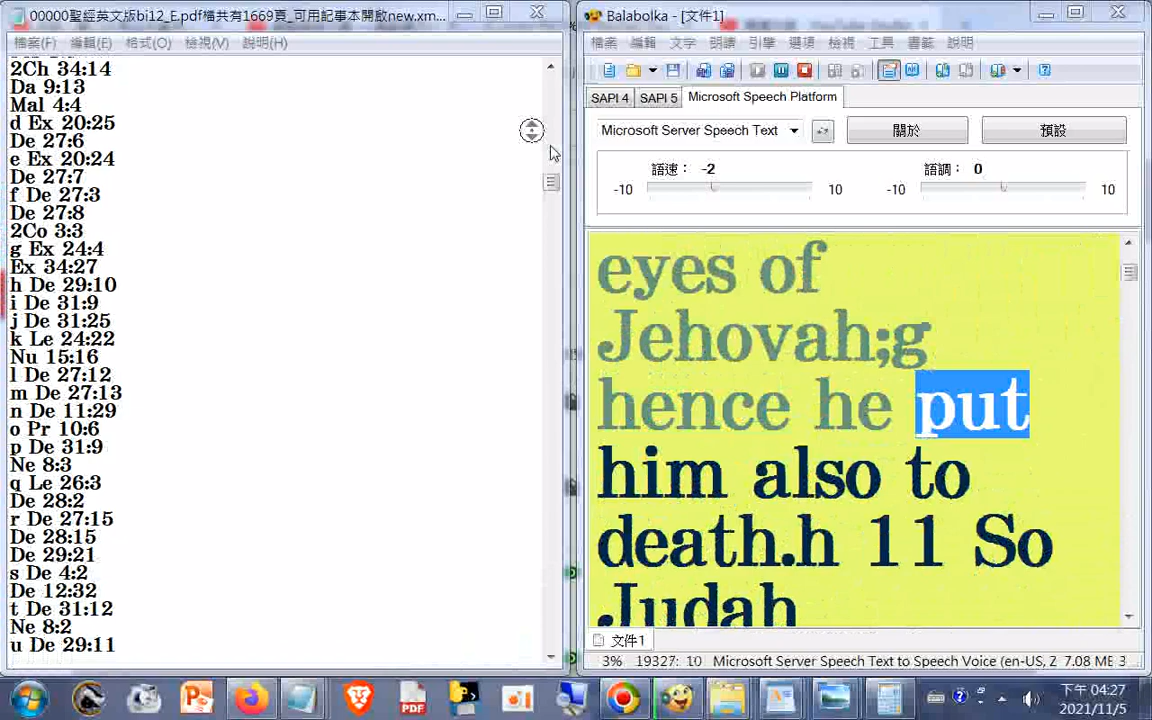 00000聖經英文版bi12_E.pdf檔共有1669頁_可用記事本開啟new.xm...
檔案(F) 編輯(E) 格式(O) 檢視(V) 說明(H)
2Ch 34:14
Da 9:13
Mal 4:4
d Ex 20:25
De 27:6
e Ex 20:24
De 27:7
f De 27:3
De 27:8
2Co 3:3
g Ex 24:4
Ex 34:27
h De 29:10
i De 31:9
j De 31:25
k Le 24:22
Nu 15:16
l De 27:12
m De 27:13
n De 11:29
o Pr 10:6
p De 31:9
Ne 8:3
q Le 26:3
De 28:2
r De 27:15
De 28:15
De 29:21
s De 4:2
De 12:32
t De 31:12
Ne 8:2
u De 29:11
Balabolka - [文件1]
檔案 編輯 文字 朗讀 引擎 選項 檢視 工具 書籤 說明
SAPI 4 SAPI 5 Microsoft Speech Platform
Microsoft Server Speech Text 關於 預設
語速： -2 語調： 0
-10 10 -10 10
eyes of
Jehovah;g
hence he put
him also to
death.h 11 So
Judah
文件1
3% 19327: 10 Microsoft Server Speech Text to Speech Voice (en-US, 2 7.08 MB 3
PDF
下午 04:27
2021/11/5